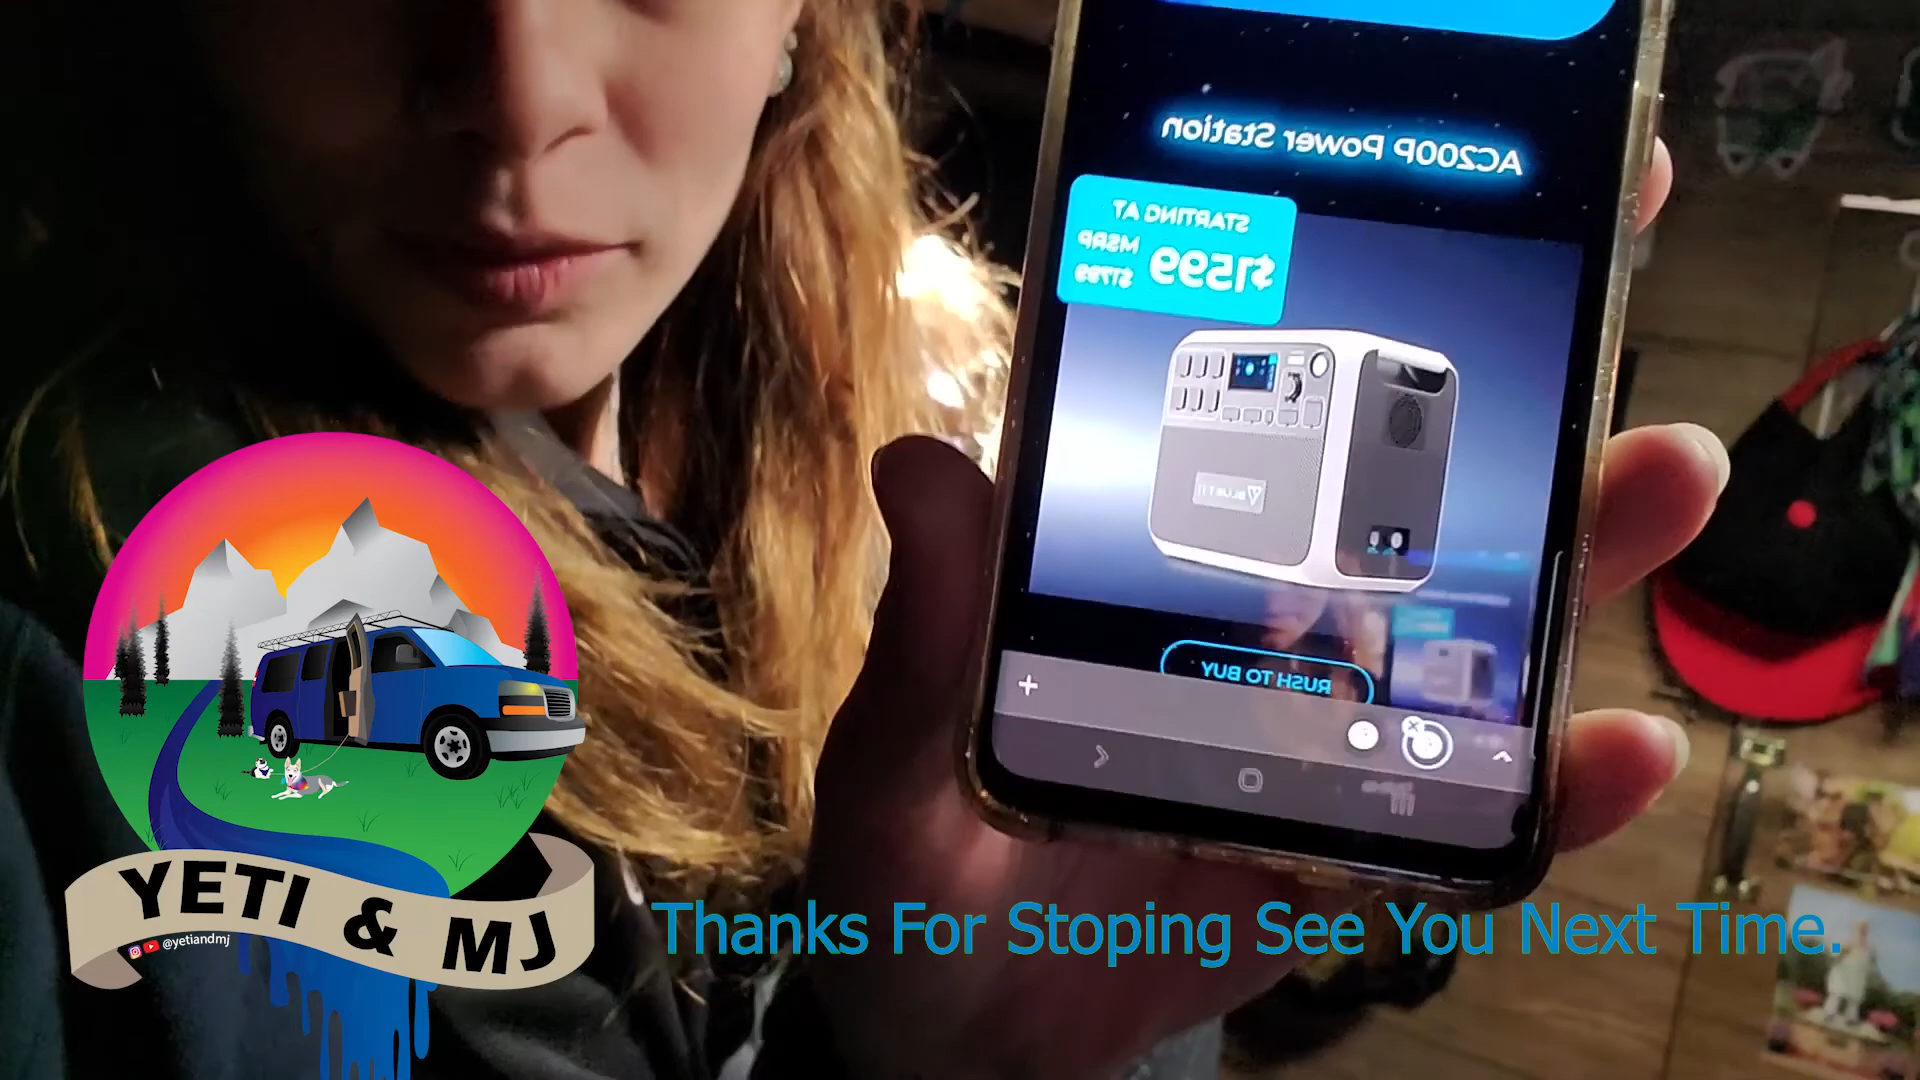 AC200P Power Station
STARTING AT
$1599 MSRP
$1799
BLUETTI
RUSH TO BUY
YETI & MJ
@yetiandmj
Thanks For Stoping See You Next Time.